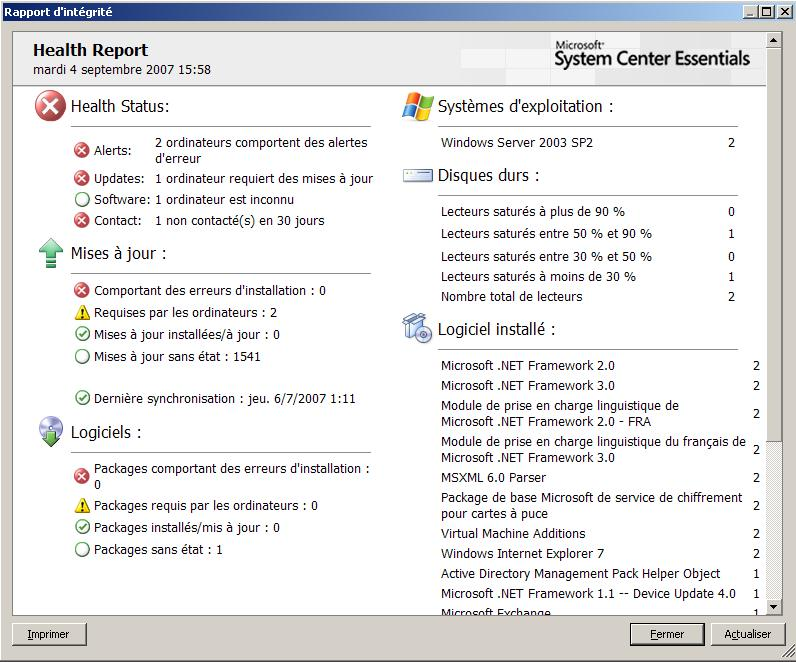 Rapport d'intégrité
Health Report
mardi 4 septembre 2007 15:58
Microsoft
System Center Essentials
Health Status:
Alerts: 2 ordinateurs comportent des alertes
d'erreur
Updates: 1 ordinateur requiert des mises à jour
Software: 1 ordinateur est inconnu
Contact: 1 non contacté(s) en 30 jours
Mises à jour :
Comportant des erreurs d'installation : 0
Requises par les ordinateurs : 2
Mises à jour installées/à jour : 0
Mises à jour sans état : 1541
Dernière synchronisation : jeu. 6/7/2007 1:11
Logiciels :
Packages comportant des erreurs d'installation :
0
Packages requis par les ordinateurs : 0
Packages installés/mis à jour : 0
Packages sans état : 1
Systèmes d'exploitation :
Windows Server 2003 SP2 2
Disques durs :
Lecteurs saturés à plus de 90 % 0
Lecteurs saturés entre 50 % et 90 % 1
Lecteurs saturés entre 30 % et 50 % 0
Lecteurs saturés à moins de 30 % 1
Nombre total de lecteurs 2
Logiciel installé :
Microsoft .NET Framework 2.0 2
Microsoft .NET Framework 3.0 2
Module de prise en charge linguistique de
Microsoft .NET Framework 2.0 - FRA 2
Module de prise en charge linguistique du français de
Microsoft .NET Framework 3.0 2
MSXML 6.0 Parser 2
Package de base Microsoft de service de chiffrement
pour cartes à puce 2
Virtual Machine Additions 2
Windows Internet Explorer 7 2
Active Directory Management Pack Helper Object 1
Microsoft .NET Framework 1.1 -- Device Update 4.0 1
Microsoft Exchange 1
Imprimer
Fermer
Actualiser